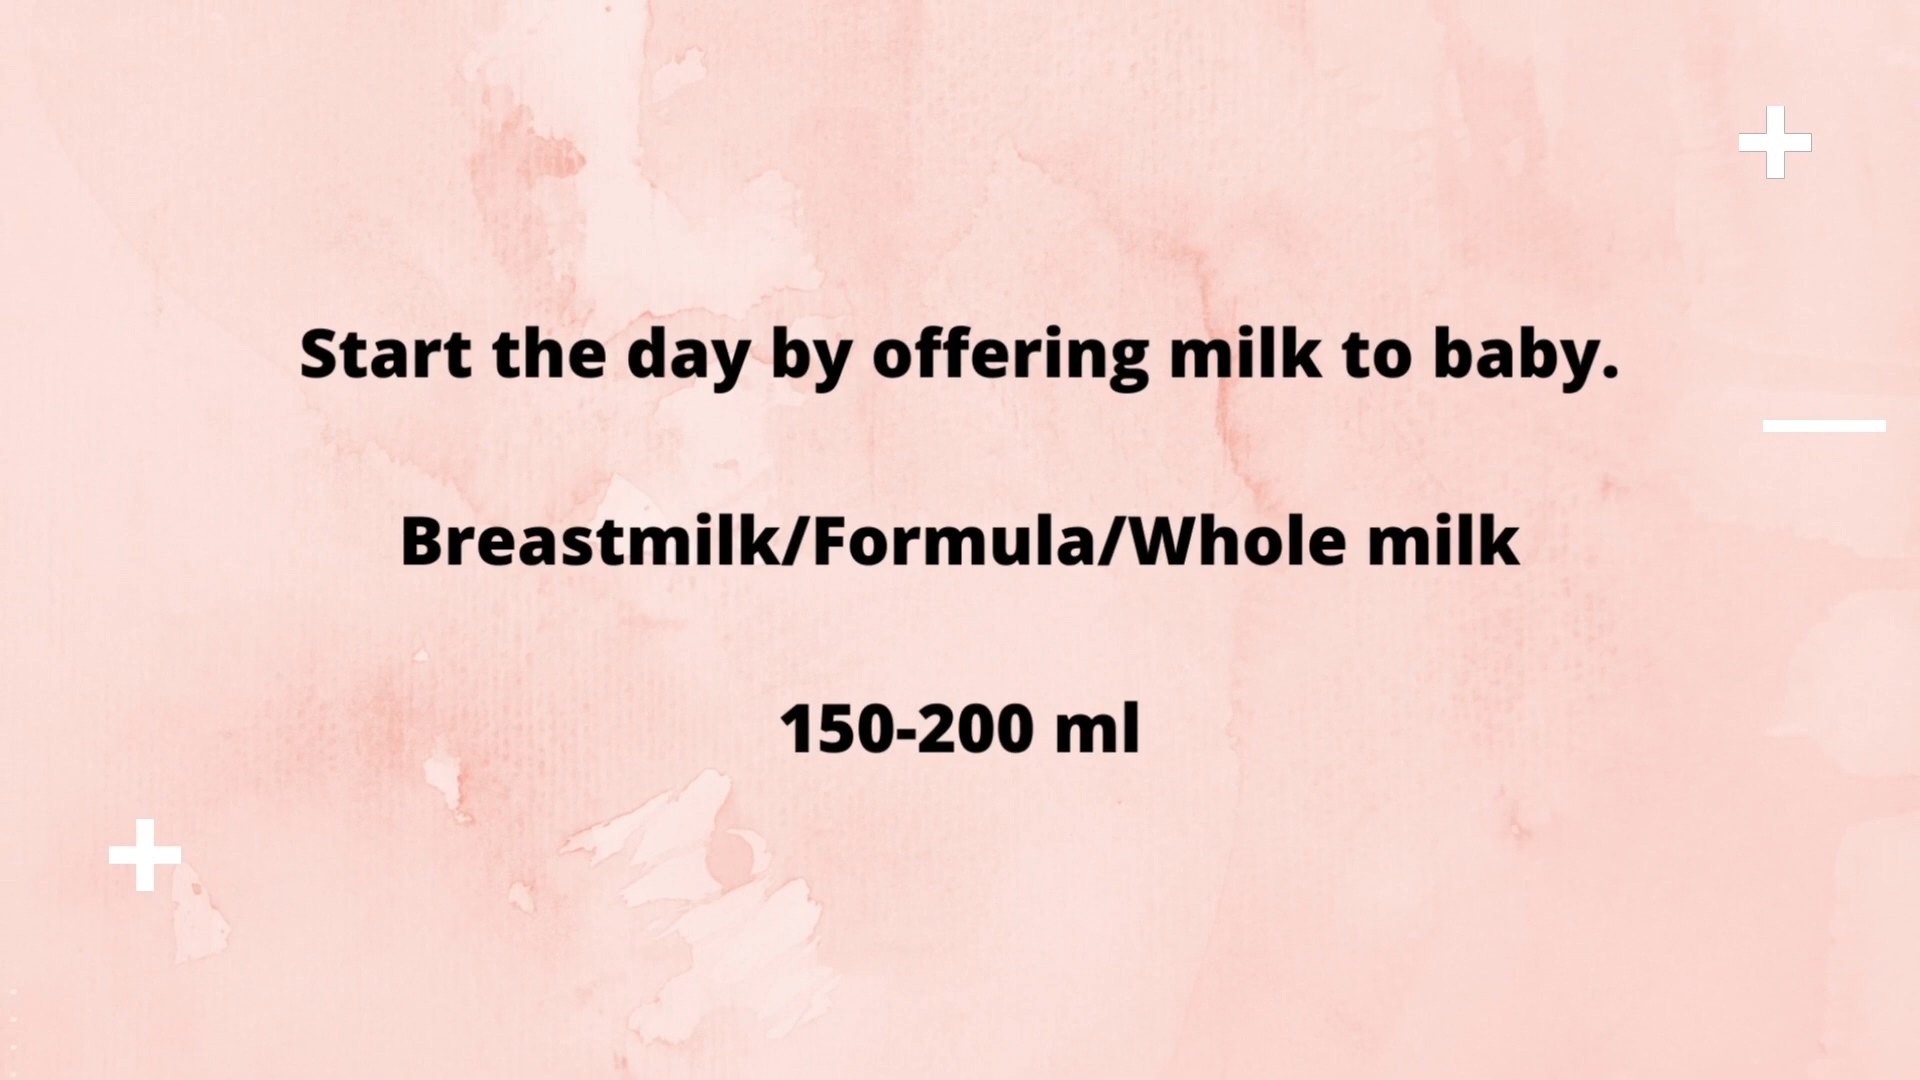 Start the day by offering milk to baby.
Breastmilk/Formula/Whole milk
150-200 ml